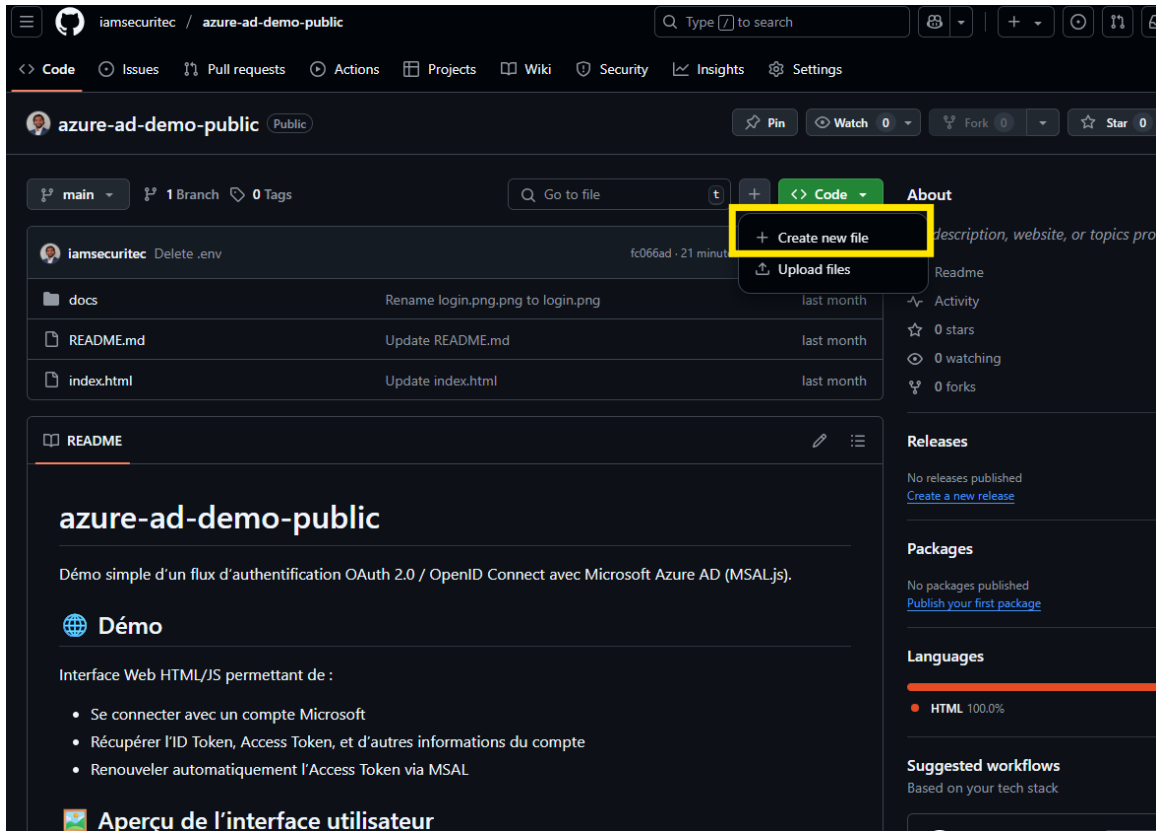 iamsecuritec / azure-ad-demo-public Type / to search
Code Issues Pull requests Actions Projects Wiki Security Insights Settings
azure-ad-demo-public Public Pin Watch 0 Fork 0 Star 0
main 1 Branch 0 Tags Go to file t Code About
Create new file
description, website, or topics pro
iamsecuritec Delete .env fc066ad · 21 minut
Upload files
Readme
docs Rename login.png.png to login.png last month
Activity
0 stars
README.md Update README.md last month
0 watching
index.html Update index.html last month
0 forks
README
Releases
No releases published
Create a new release
azure-ad-demo-public
Packages
Démo simple d'un flux d'authentification OAuth 2.0 / OpenID Connect avec Microsoft Azure AD (MSAL.js).
No packages published
Publish your first package
Démo
Languages
Interface Web HTML/JS permettant de :
HTML 100.0%
• Se connecter avec un compte Microsoft
• Récupérer l'ID Token, Access Token, et d'autres informations du compte
• Renouveler automatiquement l'Access Token via MSAL
Suggested workflows
Based on your tech stack
Aperçu de l'interface utilisateur